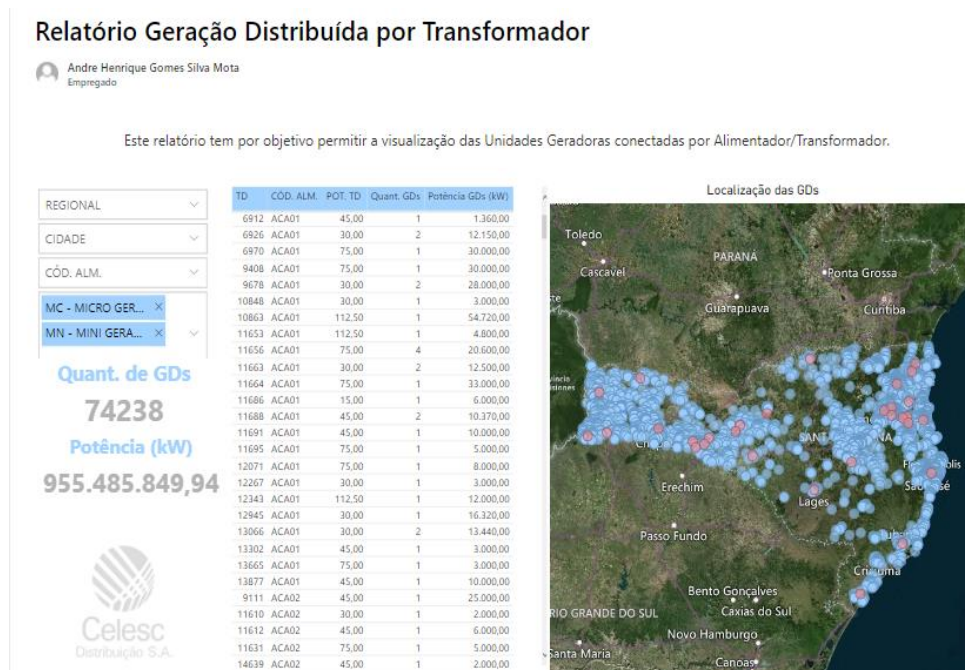 Relatório Geração Distribuída por Transformador
Andre Henrique Gomes Silva Mota
Empregado
Este relatório tem por objetivo permitir a visualização das Unidades Geradoras conectadas por Alimentador/Transformador.
REGIONAL
CIDADE
CÓD. ALM.
MC - MICRO GER... ×
MN - MINI GERA... ×
Quant. de GDs
74238
Potência (kW)
955.485.849,94
Celesc
Distribuição S.A.
TD CÓD. ALM. POT. TD Quant. GDs Potência GDs (kW)
6912 ACA01 45,00 1 1.360,00
6926 ACA01 30,00 2 12.150,00
6970 ACA01 75,00 1 30.000,00
9408 ACA01 75,00 1 30.000,00
9678 ACA01 30,00 2 28.000,00
10848 ACA01 30,00 1 3.000,00
10863 ACA01 112,50 1 54.720,00
11653 ACA01 112,50 1 4.800,00
11656 ACA01 75,00 4 20.600,00
11663 ACA01 30,00 2 12.500,00
11664 ACA01 75,00 1 33.000,00
11686 ACA01 15,00 1 6.000,00
11688 ACA01 45,00 2 10.370,00
11691 ACA01 45,00 1 10.000,00
11695 ACA01 75,00 1 5.000,00
12071 ACA01 75,00 1 8.000,00
12267 ACA01 30,00 1 3.000,00
12343 ACA01 112,50 1 12.000,00
12945 ACA01 30,00 1 16.320,00
13066 ACA01 30,00 2 13.440,00
13302 ACA01 45,00 1 3.000,00
13665 ACA01 75,00 1 3.000,00
13877 ACA01 45,00 1 10.000,00
9111 ACA02 45,00 1 25.000,00
11610 ACA02 30,00 1 2.000,00
11612 ACA02 45,00 1 6.000,00
11631 ACA02 75,00 1 5.000,00
14639 ACA02 45,00 1 2.000,00
Localização das GDs
Toledo
PARANÁ
Cascavel
Ponta Grossa
Guarapuava
Curitiba
Erechim
Lages
Passo Fundo
Criciuma
Bento Gonçalves
RIO GRANDE DO SUL
Caxias do Sul
Novo Hamburgo
Santa Maria
Canoas